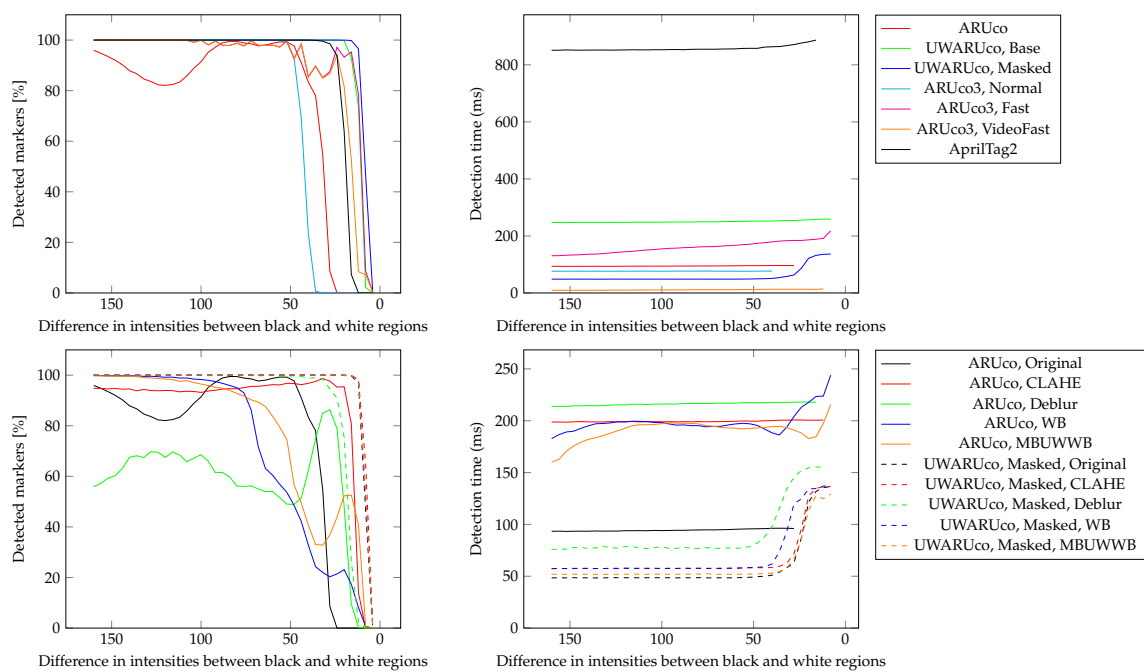 Detected markers [%]
100
80
60
40
20
0
150
100
50
0
Difference in intensities between black and white regions
Detection time (ms)
800
600
400
200
0
150
100
50
0
Difference in intensities between black and white regions
ARUco
UWARUco, Base
UWARUco, Masked
ARUco3, Normal
ARUco3, Fast
ARUco3, VideoFast
AprilTag2
Detected markers [%]
100
80
60
40
20
0
150
100
50
0
Difference in intensities between black and white regions
Detection time (ms)
250
200
150
100
50
0
150
100
50
0
Difference in intensities between black and white regions
ARUco, Original
ARUco, CLAHE
ARUco, Deblur
ARUco, WB
ARUco, MBUWWB
UWARUco, Masked, Original
UWARUco, Masked, CLAHE
UWARUco, Masked, Deblur
UWARUco, Masked, WB
UWARUco, Masked, MBUWWB